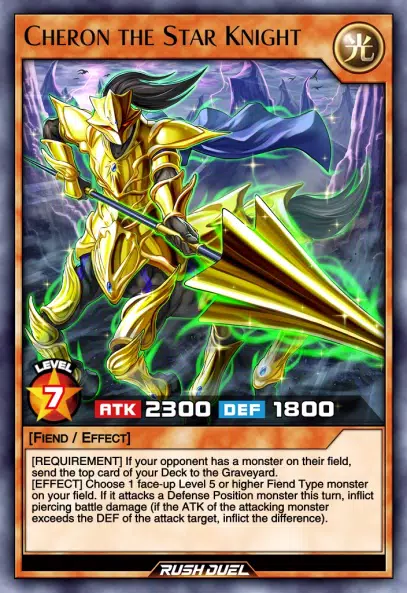 CHERON THE STAR KNIGHT
光
LEVEL
7
ATK 2300 DEF 1800
[FIEND / EFFECT]
[REQUIREMENT] If your opponent has a monster on their field,
send the top card of your Deck to the Graveyard.
[EFFECT] Choose 1 face-up Level 5 or higher Fiend Type monster
on your field. If it attacks a Defense Position monster this turn, inflict
piercing battle damage (if the ATK of the attacking monster
exceeds the DEF of the attack target, inflict the difference).
RUSH DUEL